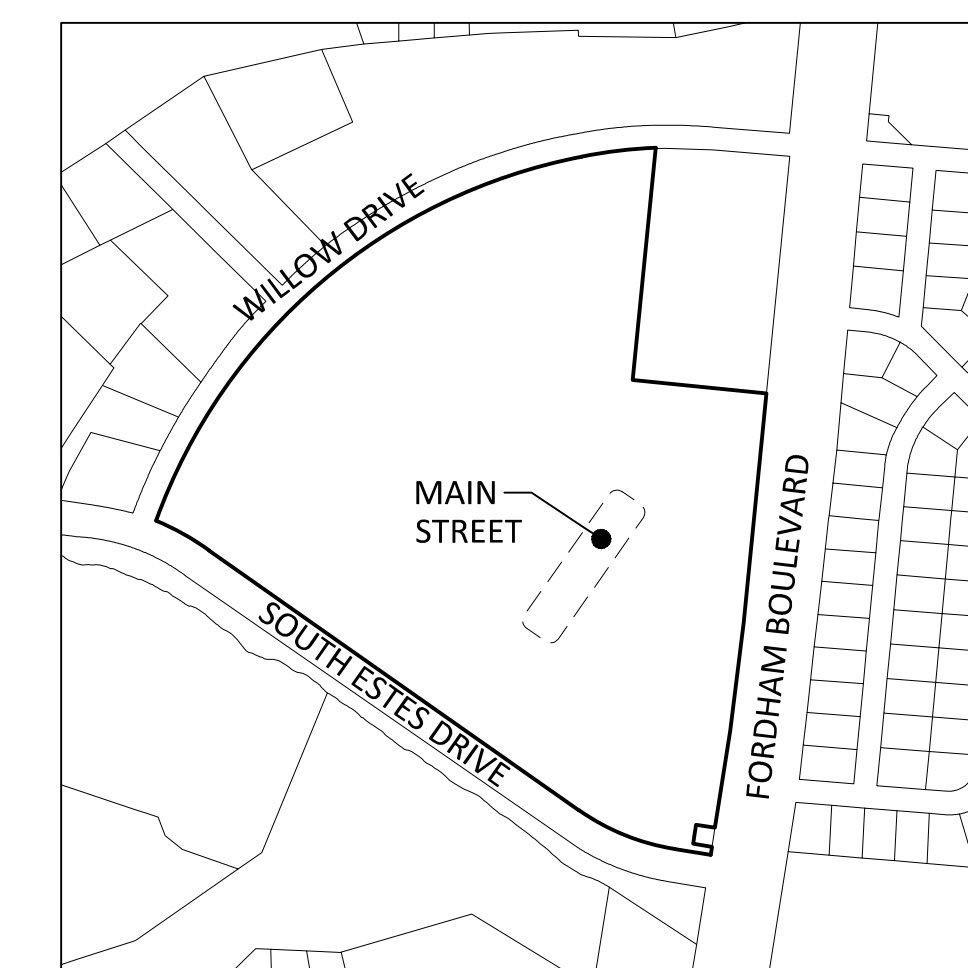 WILLOW DRIVE
MAIN
STREET
FORDHAM BOULEVARD
SOUTH ESTES DRIVE